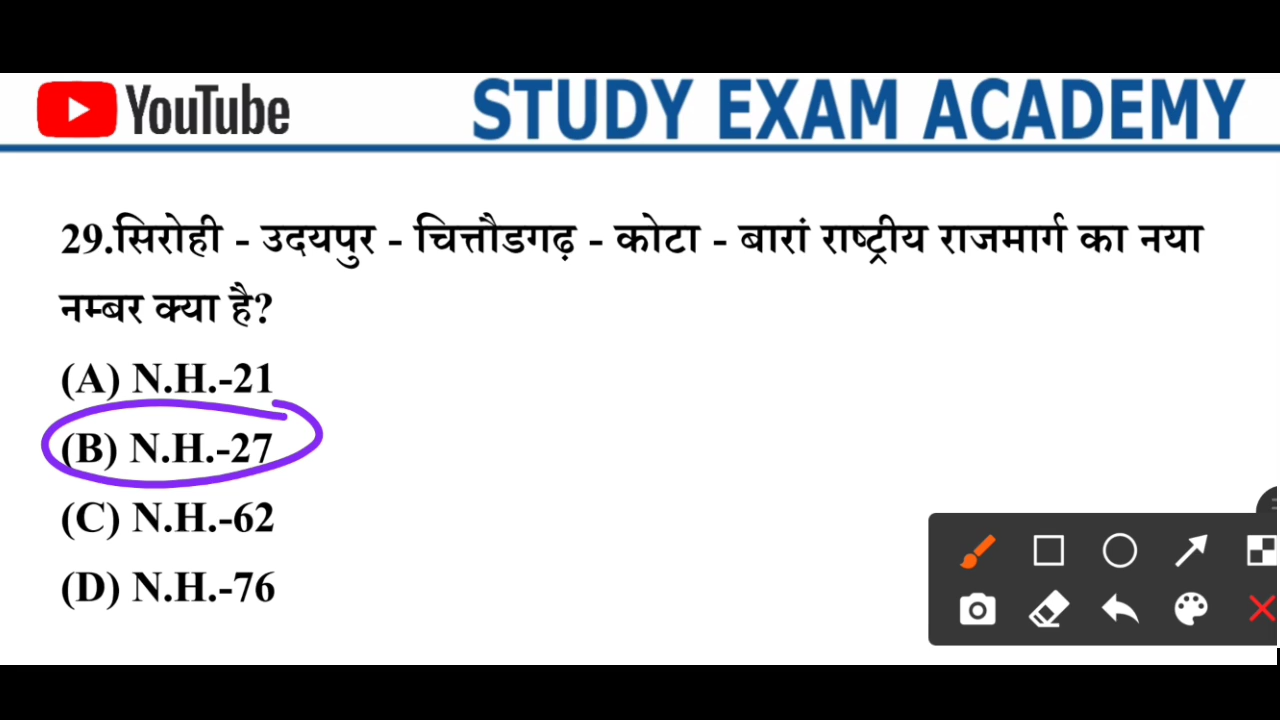 YouTube STUDY EXAM ACADEMY
29.सिरोही - उदयपुर - चित्तौडगढ़ - कोटा - बारां राष्ट्रीय राजमार्ग का नया
नम्बर क्या है?
(A) N.H.-21
(B) N.H.-27
(C) N.H.-62
(D) N.H.-76